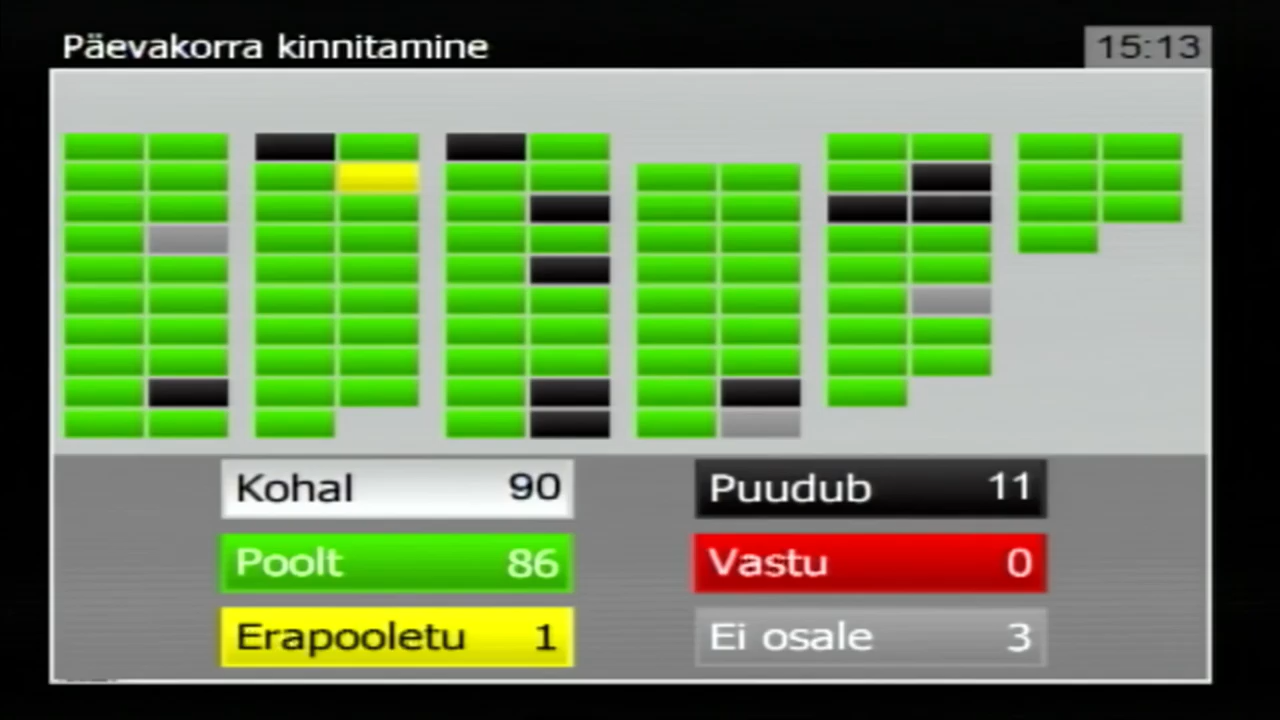 Päevakorra kinnitamine 15:13
Kohal 90 Puudub 11
Poolt 86 Vastu 0
Erapooletu 1 Ei osale 3